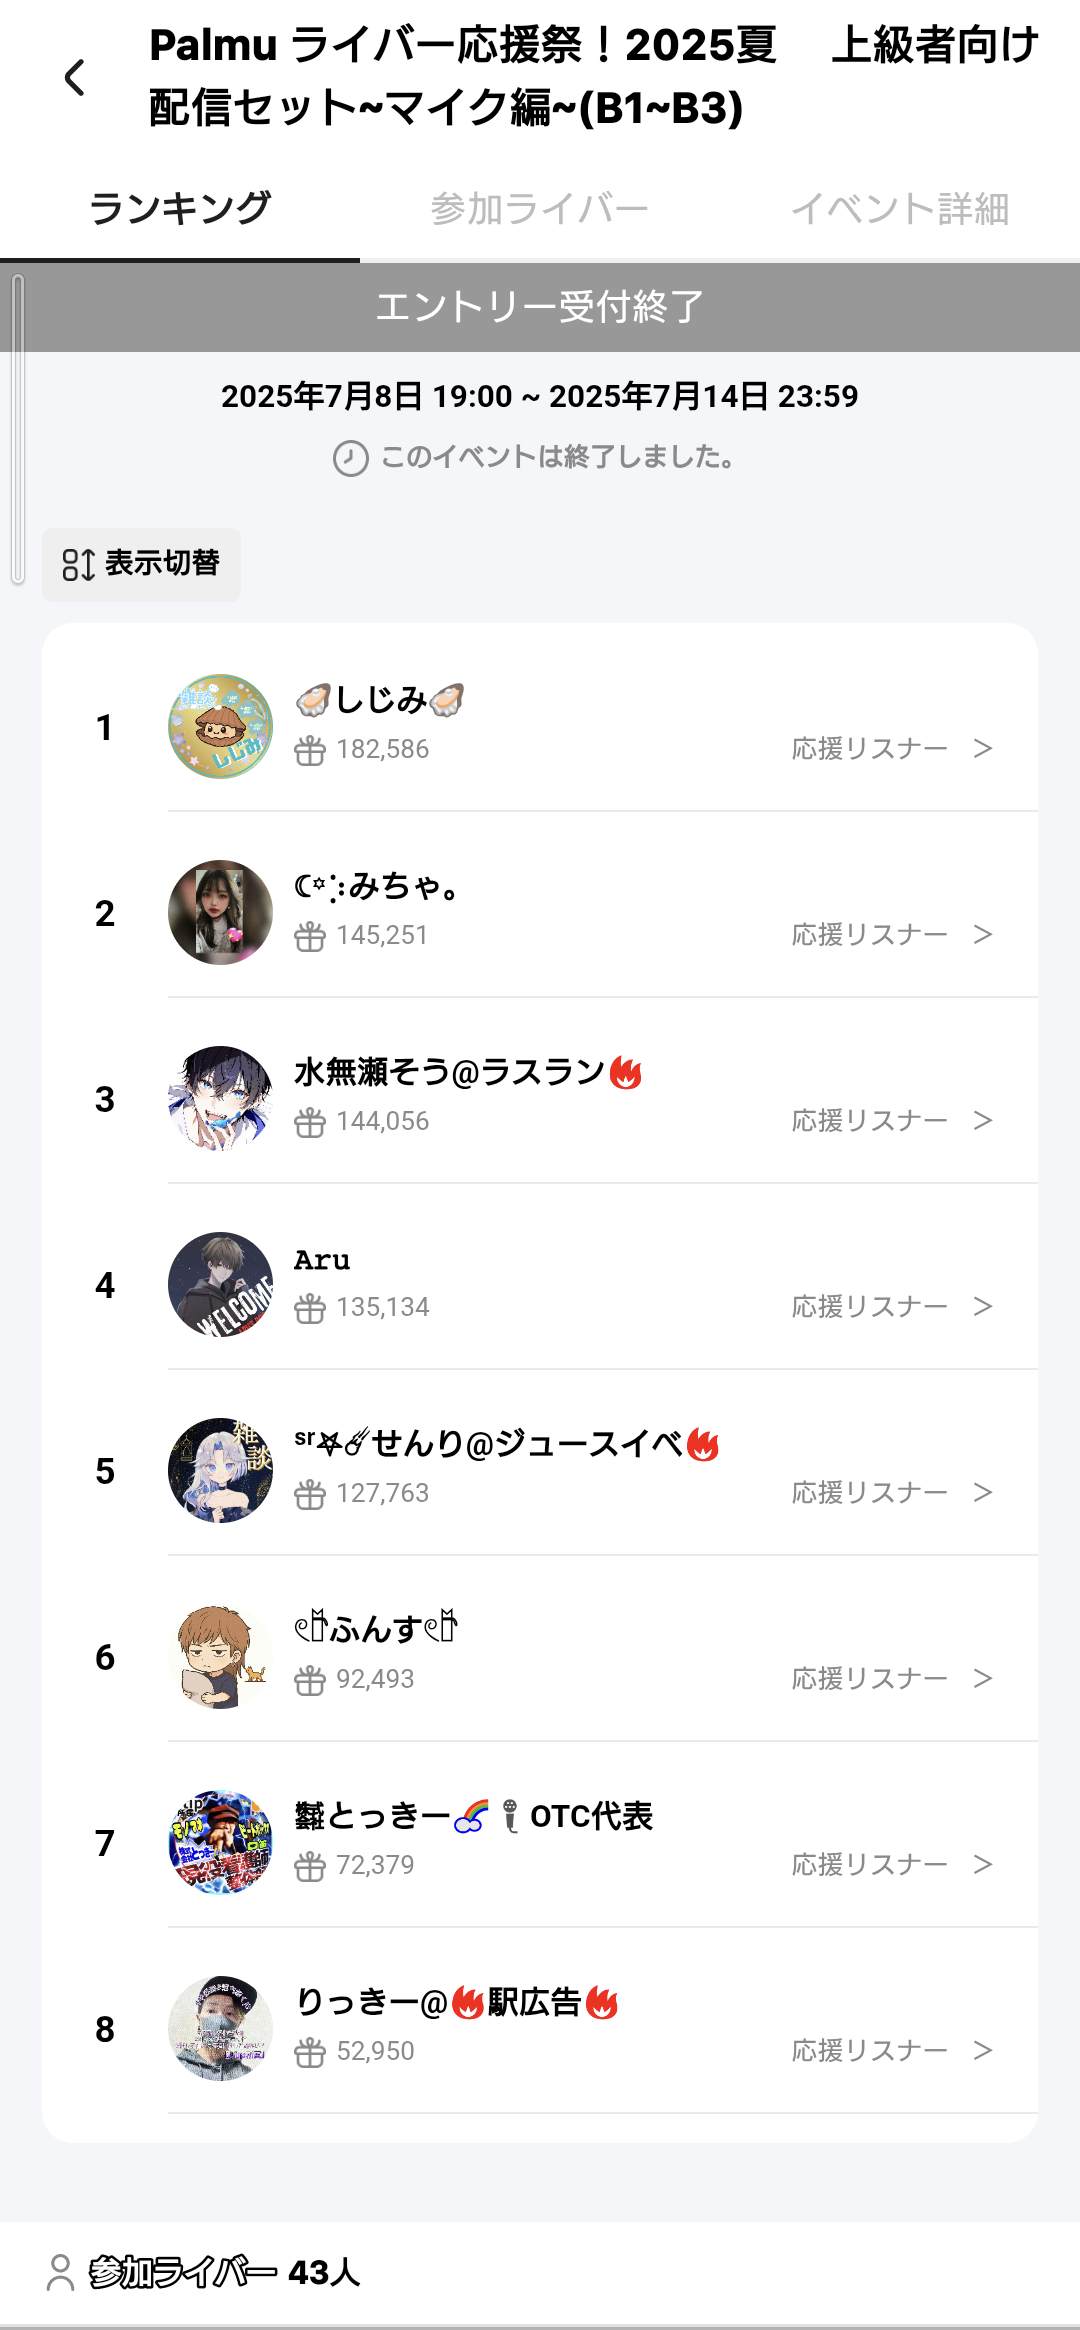 Palmu ライバー応援祭！2025夏　上級者向け
配信セット~マイク編~(B1~B3)
ランキング 参加ライバー イベント詳細
エントリー受付終了
2025年7月8日 19:00 ~ 2025年7月14日 23:59
このイベントは終了しました。
表示切替
1
🦪しじみ🦪
182,586 応援リスナー >
2
☾✡:みちゃ。
145,251 応援リスナー >
3
水無瀬そう@ラスラン🔥
144,056 応援リスナー >
4
Aru
WELCOME
135,134 応援リスナー >
5
雑談
ˢʳ⛧☄せんり@ジュースイベ🔥
127,763 応援リスナー >
6
ふんす
92,493 応援リスナー >
7
とっきー🌈🎙OTC代表
72,379 応援リスナー >
8
りっきー@🔥駅広告🔥
52,950 応援リスナー >
参加ライバー 43人